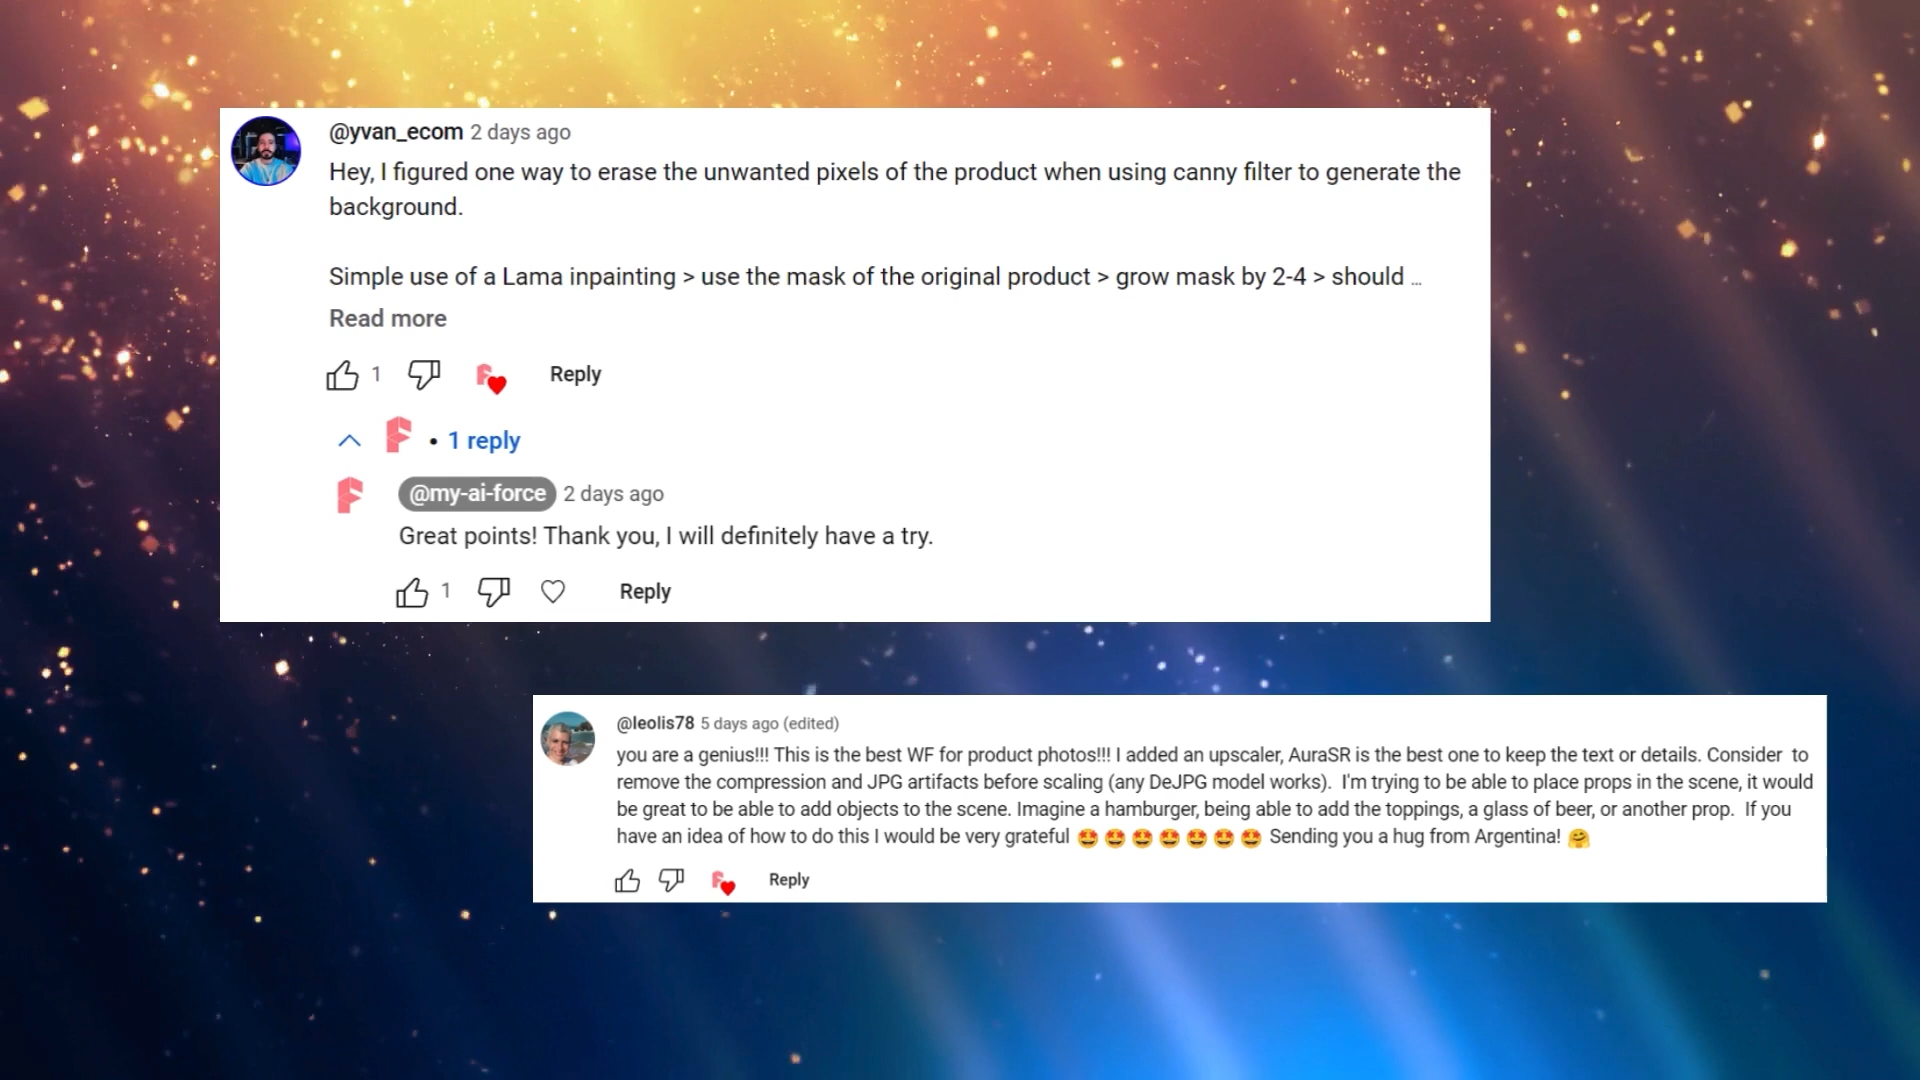 @yvan_ecom 2 days ago
Hey, I figured one way to erase the unwanted pixels of the product when using canny filter to generate the
background.
Simple use of a Lama inpainting > use the mask of the original product > grow mask by 2-4 > should ...
Read more
1 Reply
• 1 reply
@my-ai-force 2 days ago
Great points! Thank you, I will definitely have a try.
1 Reply
@leolis78 5 days ago (edited)
you are a genius!!! This is the best WF for product photos!!! I added an upscaler, AuraSR is the best one to keep the text or details. Consider to
remove the compression and JPG artifacts before scaling (any DeJPG model works). I'm trying to be able to place props in the scene, it would
be great to be able to add objects to the scene. Imagine a hamburger, being able to add the toppings, a glass of beer, or another prop. If you
have an idea of how to do this I would be very grateful 🤩🤩🤩🤩🤩🤩🤩 Sending you a hug from Argentina! 🤗
Reply